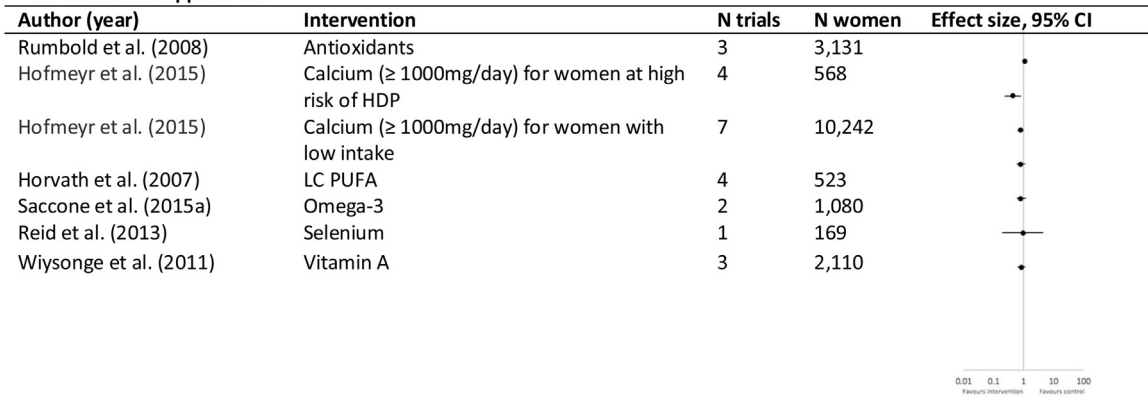 Author (year) Intervention N trials N women Effect size, 95% CI
Rumbold et al. (2008) Antioxidants 3 3,131
Hofmeyr et al. (2015) Calcium (≥ 1000mg/day) for women at high 4 568
risk of HDP
Hofmeyr et al. (2015) Calcium (≥ 1000mg/day) for women with 7 10,242
low intake
Horvath et al. (2007) LC PUFA 4 523
Saccone et al. (2015a) Omega-3 2 1,080
Reid et al. (2013) Selenium 1 169
Wiysonge et al. (2011) Vitamin A 3 2,110
0.01 0.1 1 10 100
Favours intervention Favours control